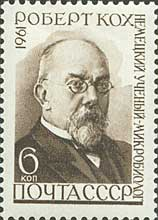 1961
РОБЕРТ КОХ
НЕМЕЦКИЙ УЧЕНЫЙ-МИКРОБИОЛОГ
6
КОП
ПОЧТА СССР